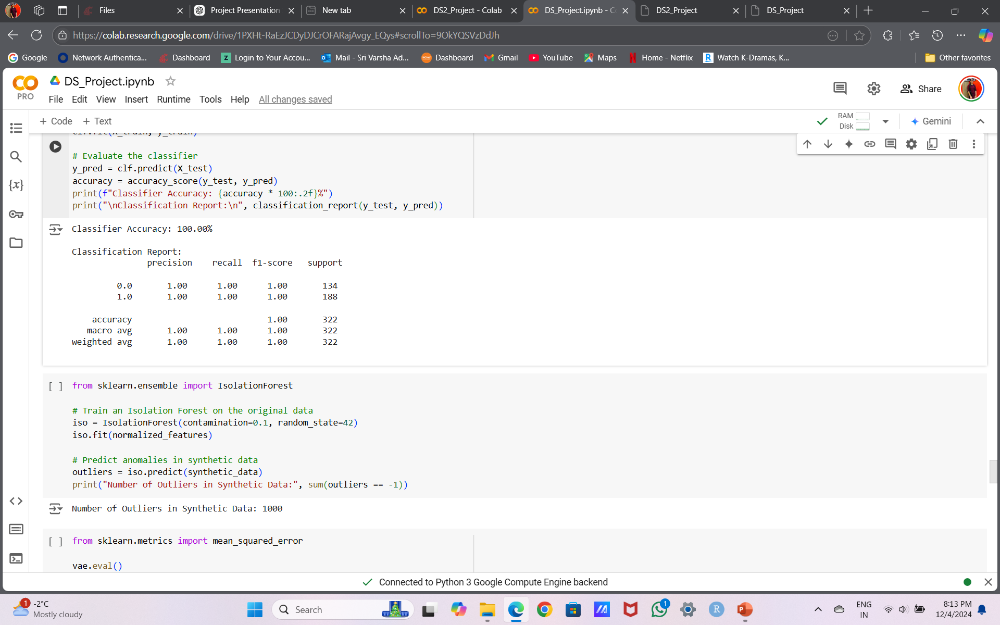 Files
Project Presentation
New tab
DS2_Project - Colab
DS_Project.ipynb - C
DS2_Project
DS_Project
https://colab.research.google.com/drive/1PXHt-RaEzJCDyDJCrOFARajAvgy_EQys#scrollTo=9OkYQSVzDdJh
Google
Network Authentica...
Dashboard
Login to Your Accou...
Mail - Sri Varsha Ad...
Dashboard
Gmail
YouTube
Maps
Home - Netflix
Watch K-Dramas, K...
Other favorites
PRO
DS_Project.ipynb
File Edit View Insert Runtime Tools Help All changes saved
Share
+ Code + Text
RAM
Disk
Gemini
clf.fit(X_train, y_train)
# Evaluate the classifier
y_pred = clf.predict(X_test)
accuracy = accuracy_score(y_test, y_pred)
print(f"Classifier Accuracy: {accuracy * 100:.2f}%")
print("\nClassification Report:\n", classification_report(y_test, y_pred))
Classifier Accuracy: 100.00%
Classification Report:
precision recall f1-score support
0.0 1.00 1.00 1.00 134
1.0 1.00 1.00 1.00 188
accuracy 1.00 322
macro avg 1.00 1.00 1.00 322
weighted avg 1.00 1.00 1.00 322
[ ] from sklearn.ensemble import IsolationForest
# Train an Isolation Forest on the original data
iso = IsolationForest(contamination=0.1, random_state=42)
iso.fit(normalized_features)
# Predict anomalies in synthetic data
outliers = iso.predict(synthetic_data)
print("Number of Outliers in Synthetic Data:", sum(outliers == -1))
Number of Outliers in Synthetic Data: 1000
[ ] from sklearn.metrics import mean_squared_error
vae.eval()
Connected to Python 3 Google Compute Engine backend
1
-2°C
Mostly cloudy
Search
1
ENG
IN
8:13 PM
12/4/2024